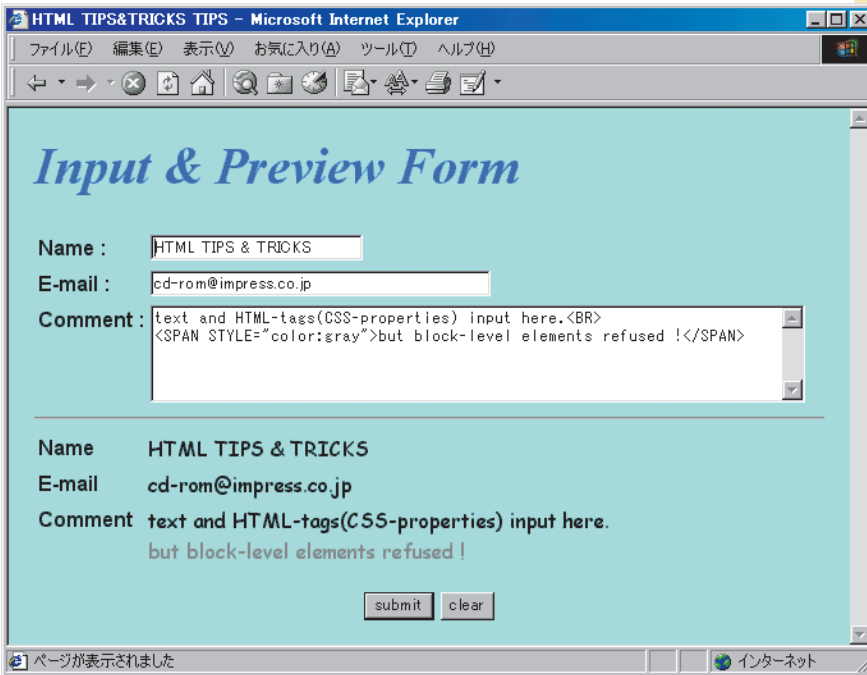 HTML TIPS&TRICKS TIPS - Microsoft Internet Explorer
ファイル(F) 編集(E) 表示(V) お気に入り(A) ツール(T) ヘルプ(H)
Input & Preview Form
Name : HTML TIPS & TRICKS
E-mail : cd-rom@impress.co.jp
Comment : text and HTML-tags(CSS-properties) input here.<BR>
<SPAN STYLE="color:gray">but block-level elements refused !</SPAN>
Name HTML TIPS & TRICKS
E-mail cd-rom@impress.co.jp
Comment text and HTML-tags(CSS-properties) input here.
but block-level elements refused !
submit clear
ページが表示されました インターネット